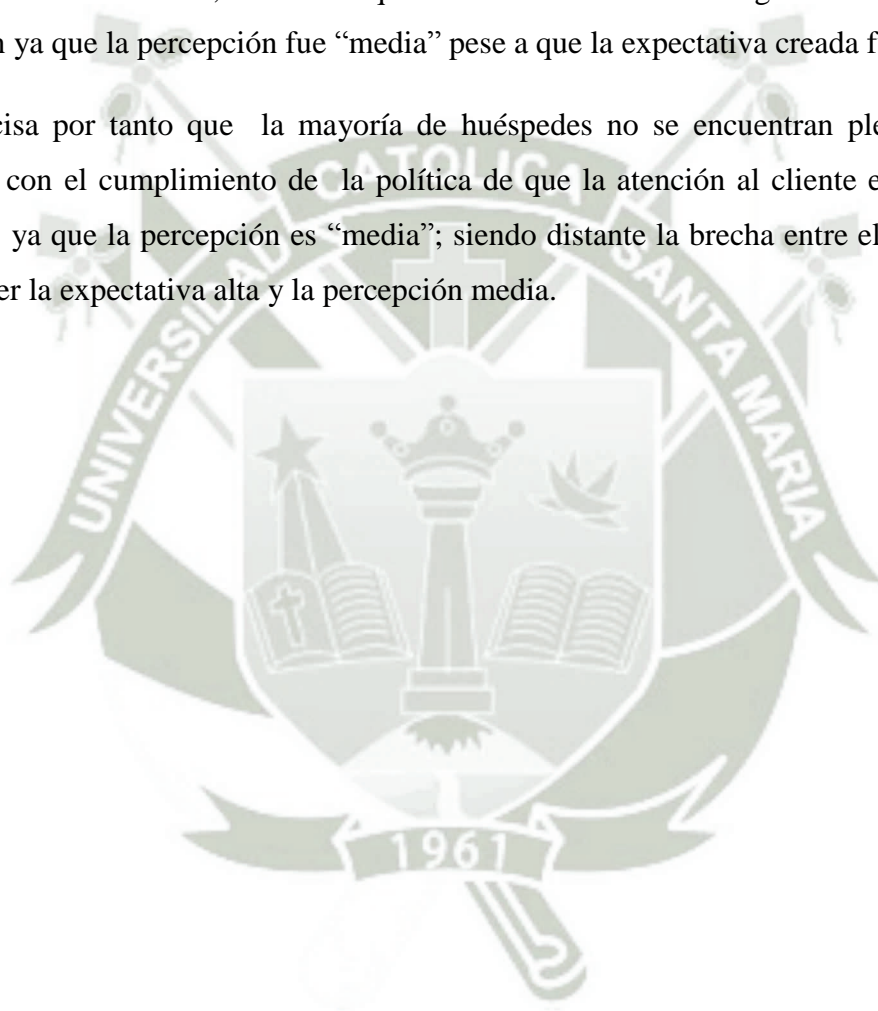 n ya que la percepción fue “media” pese a que la expectativa creada f
cisa por tanto que la mayoría de huéspedes no se encuentran ple
con el cumplimiento de la política de que la atención al cliente e
ya que la percepción es “media”; siendo distante la brecha entre el
er la expectativa alta y la percepción media.
UNIVERSIDAD CATOLICA SANTA MARIA
1961